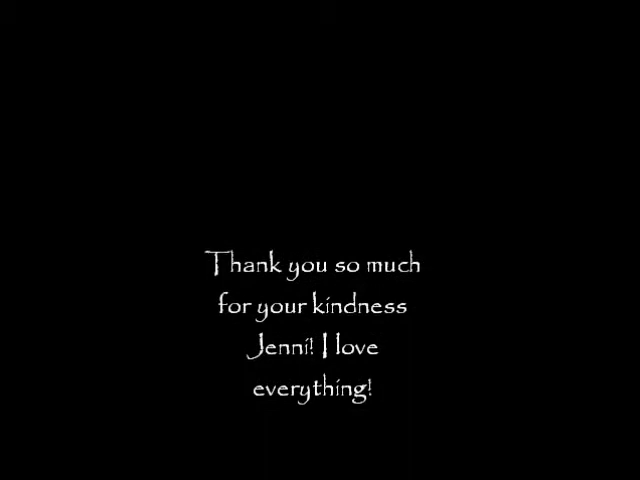 Thank you so much
for your kindness
Jenni! I love
everything!